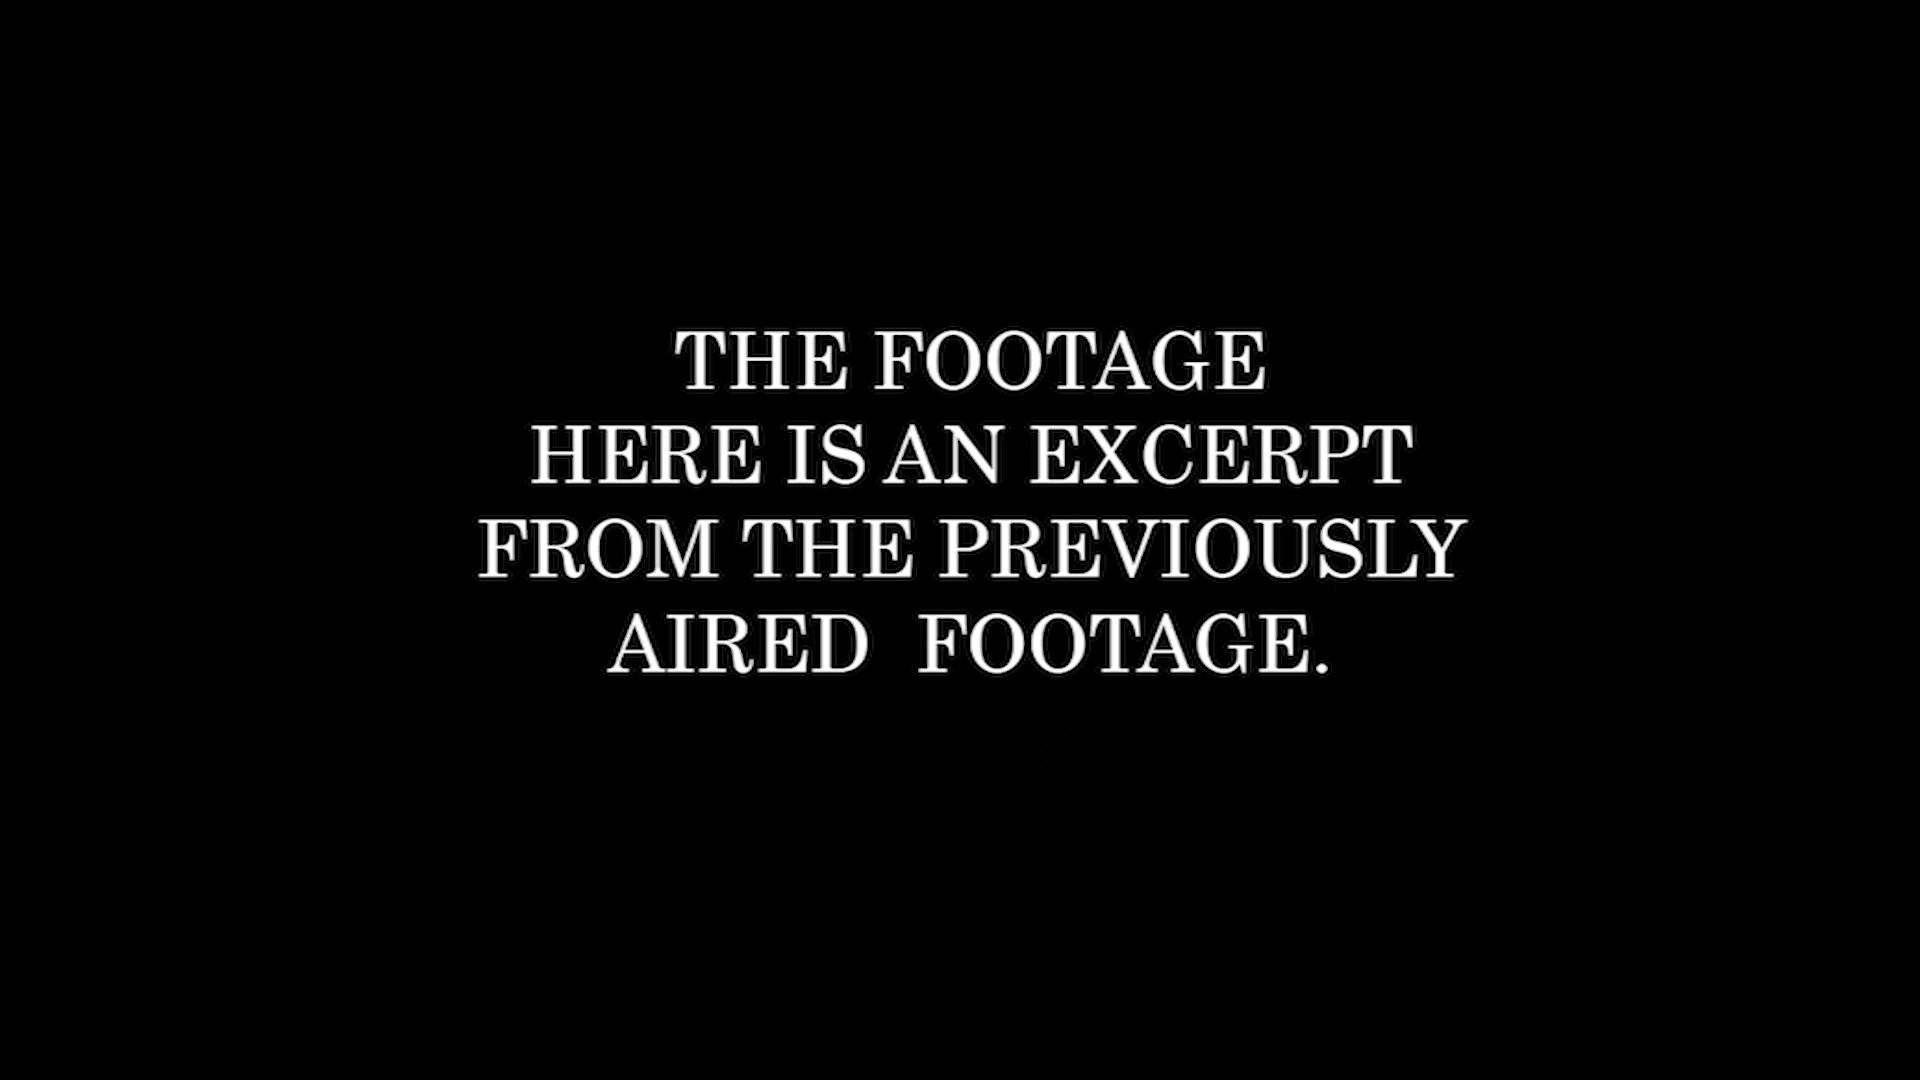 THE FOOTAGE
HERE IS AN EXCERPT
FROM THE PREVIOUSLY
AIRED FOOTAGE.